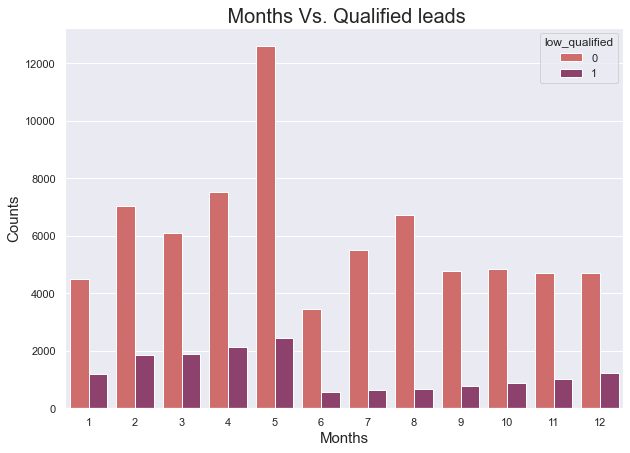 Months Vs. Qualified leads
low_qualified
0
1
Counts
12000
10000
8000
6000
4000
2000
0
1 2 3 4 5 6 7 8 9 10 11 12
Months